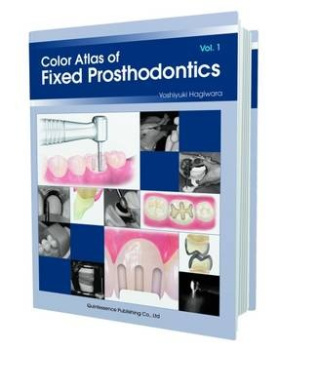 Color Atlas of
Vol. 1
Fixed Prosthodontics
Yoshiyuki Hagiwara
Quintessence Publishing Co., Ltd